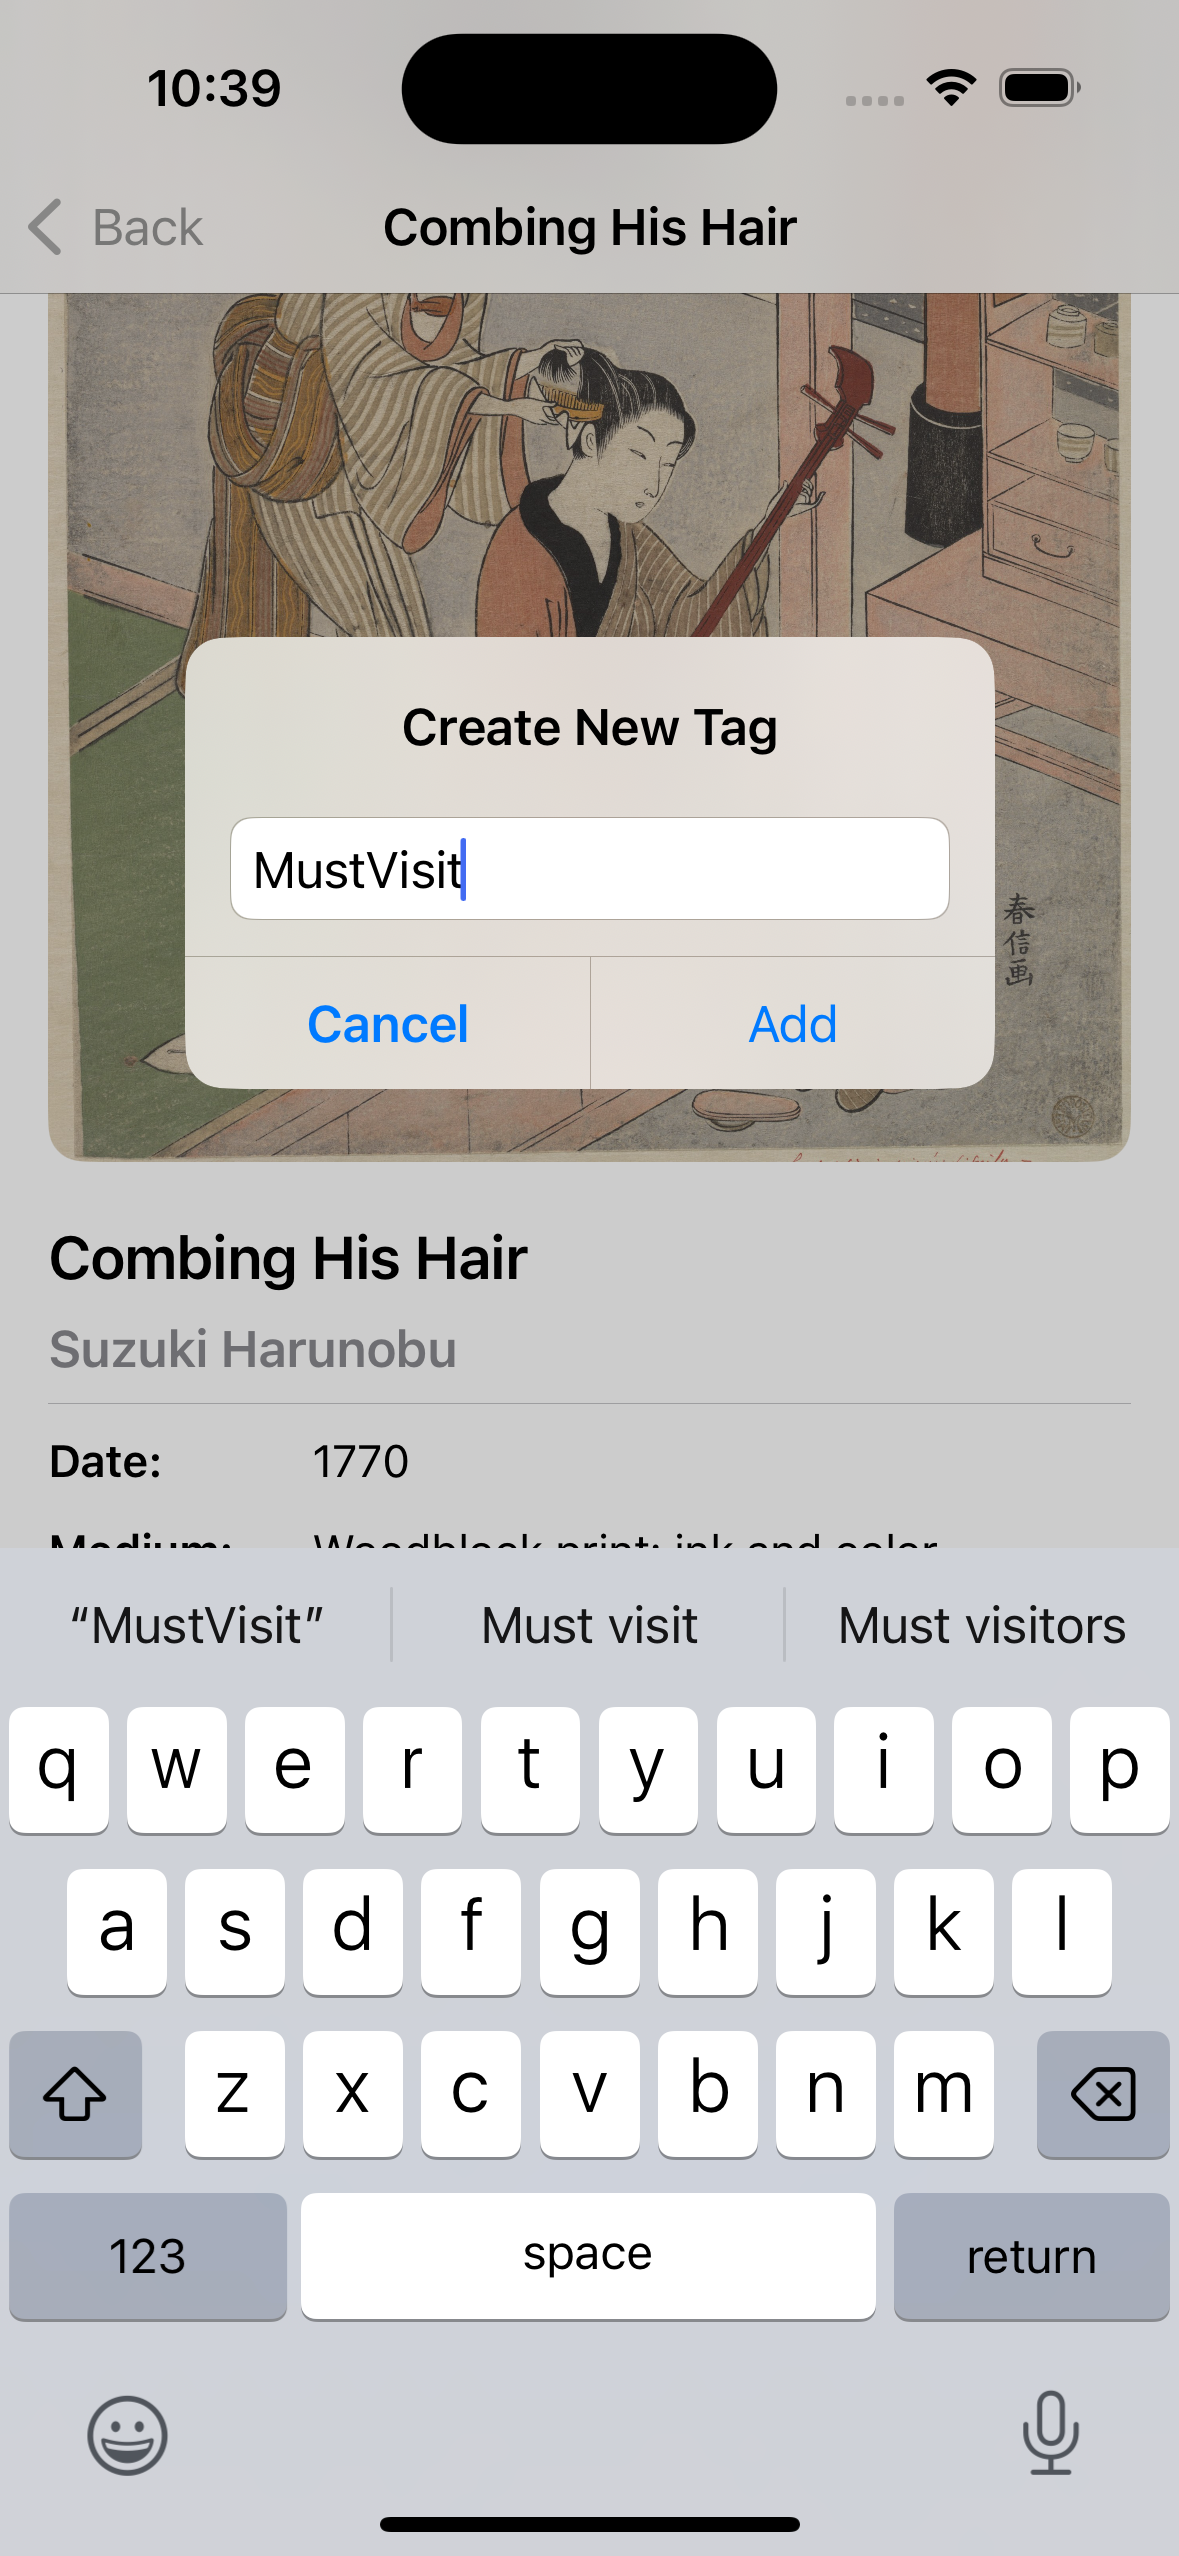 10:39
Back
Combing His Hair
Create New Tag
MustVisit
Cancel
Add
春信画
Combing His Hair
Suzuki Harunobu
Date: 1770
Medium: Woodblock print; ink and color
“MustVisit” Must visit Must visitors
q w e r t y u i o p
a s d f g h j k l
z x c v b n m
123 space return